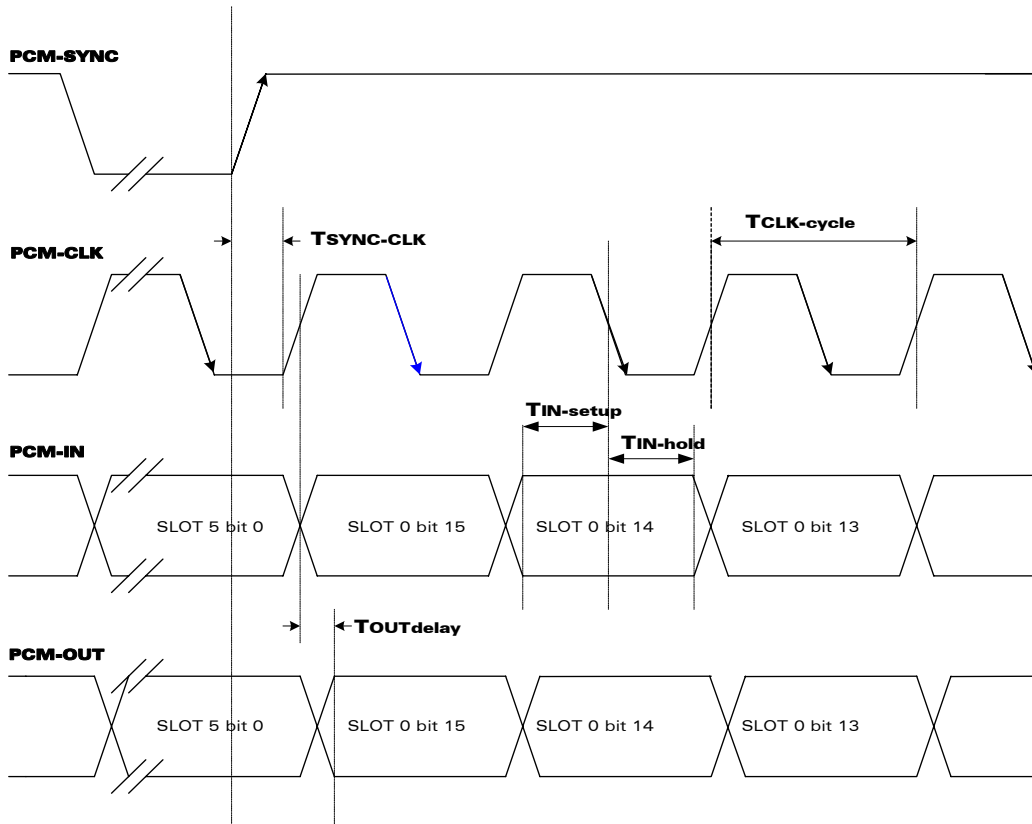 PCM-SYNC
TCLK-cycle
TSYNC-CLK
PCM-CLK
TIN-setup
TIN-hold
PCM-IN
SLOT 5 bit 0 SLOT 0 bit 15 SLOT 0 bit 14 SLOT 0 bit 13
TOUTdelay
PCM-OUT
SLOT 5 bit 0 SLOT 0 bit 15 SLOT 0 bit 14 SLOT 0 bit 13